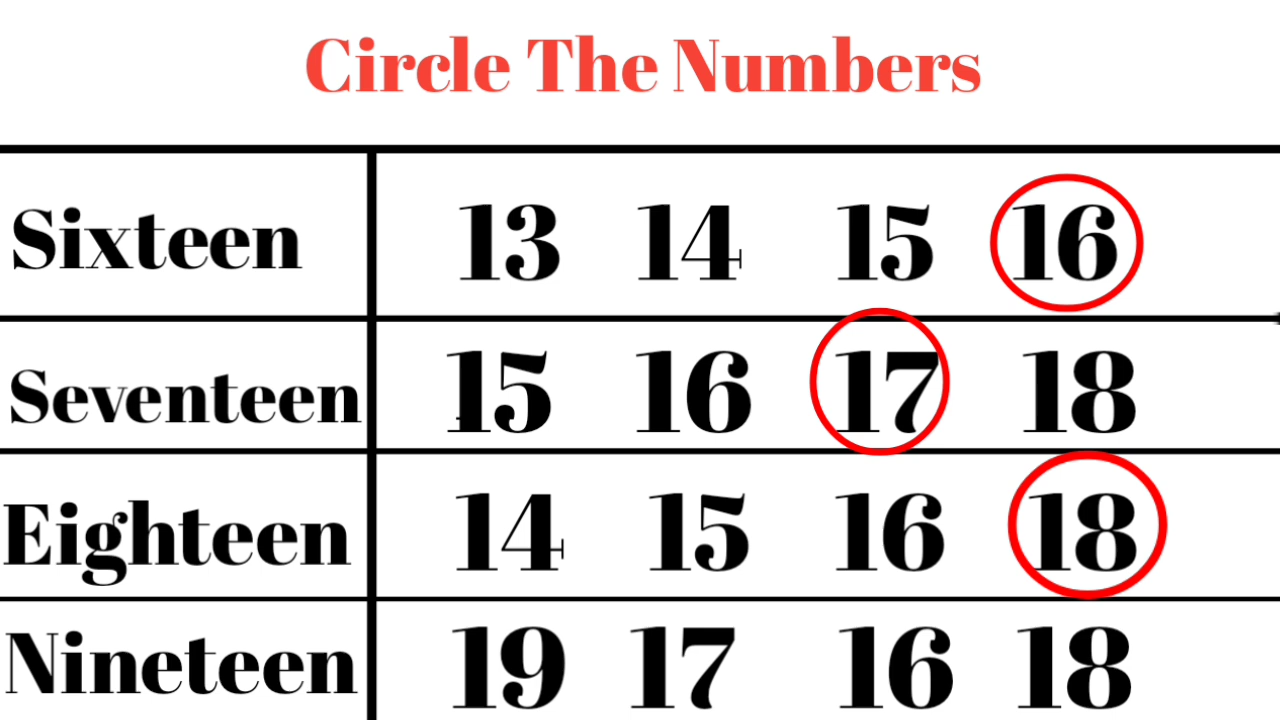 Circle The Numbers
Sixteen 13 14 15 16
Seventeen 15 16 17 18
Eighteen 14 15 16 18
Nineteen 19 17 16 18